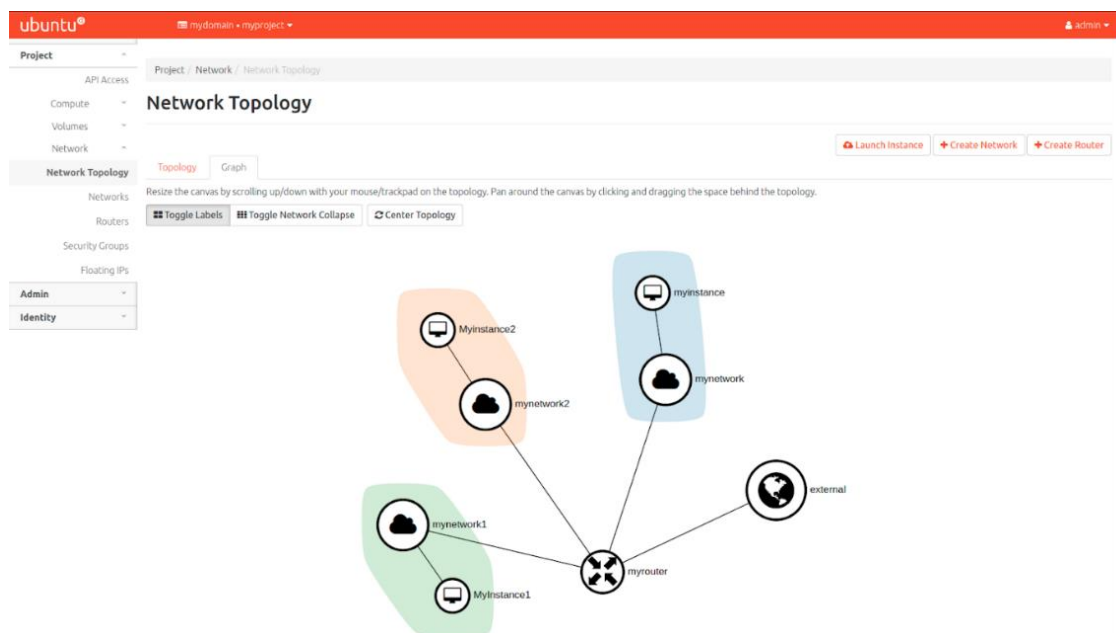 ubuntu® mydomain • myproject admin
Project
API Access
Compute
Volumes
Network
Network Topology
Networks
Routers
Security Groups
Floating IPs
Admin
Identity
Project / Network / Network Topology
Network Topology
Launch Instance + Create Network + Create Router
Topology Graph
Resize the canvas by scrolling up/down with your mouse/trackpad on the topology. Pan around the canvas by clicking and dragging the space behind the topology.
Toggle Labels Toggle Network Collapse Center Topology
myinstance
Myinstance2
mynetwork
mynetwork2
external
mynetwork1
myrouter
MyInstance1